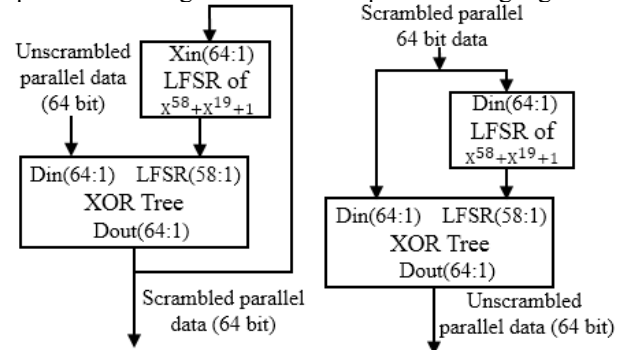 Unscrambled
parallel data
(64 bit)
Xin(64:1)
LFSR of
X⁵⁸+X¹⁹+1
Din(64:1) LFSR(58:1)
XOR Tree
Dout(64:1)
Scrambled parallel
data (64 bit)
Scrambled parallel
64 bit data
Din(64:1)
LFSR of
X⁵⁸+X¹⁹+1
Din(64:1) LFSR(58:1)
XOR Tree
Dout(64:1)
Unscrambled
parallel data (64 bit)